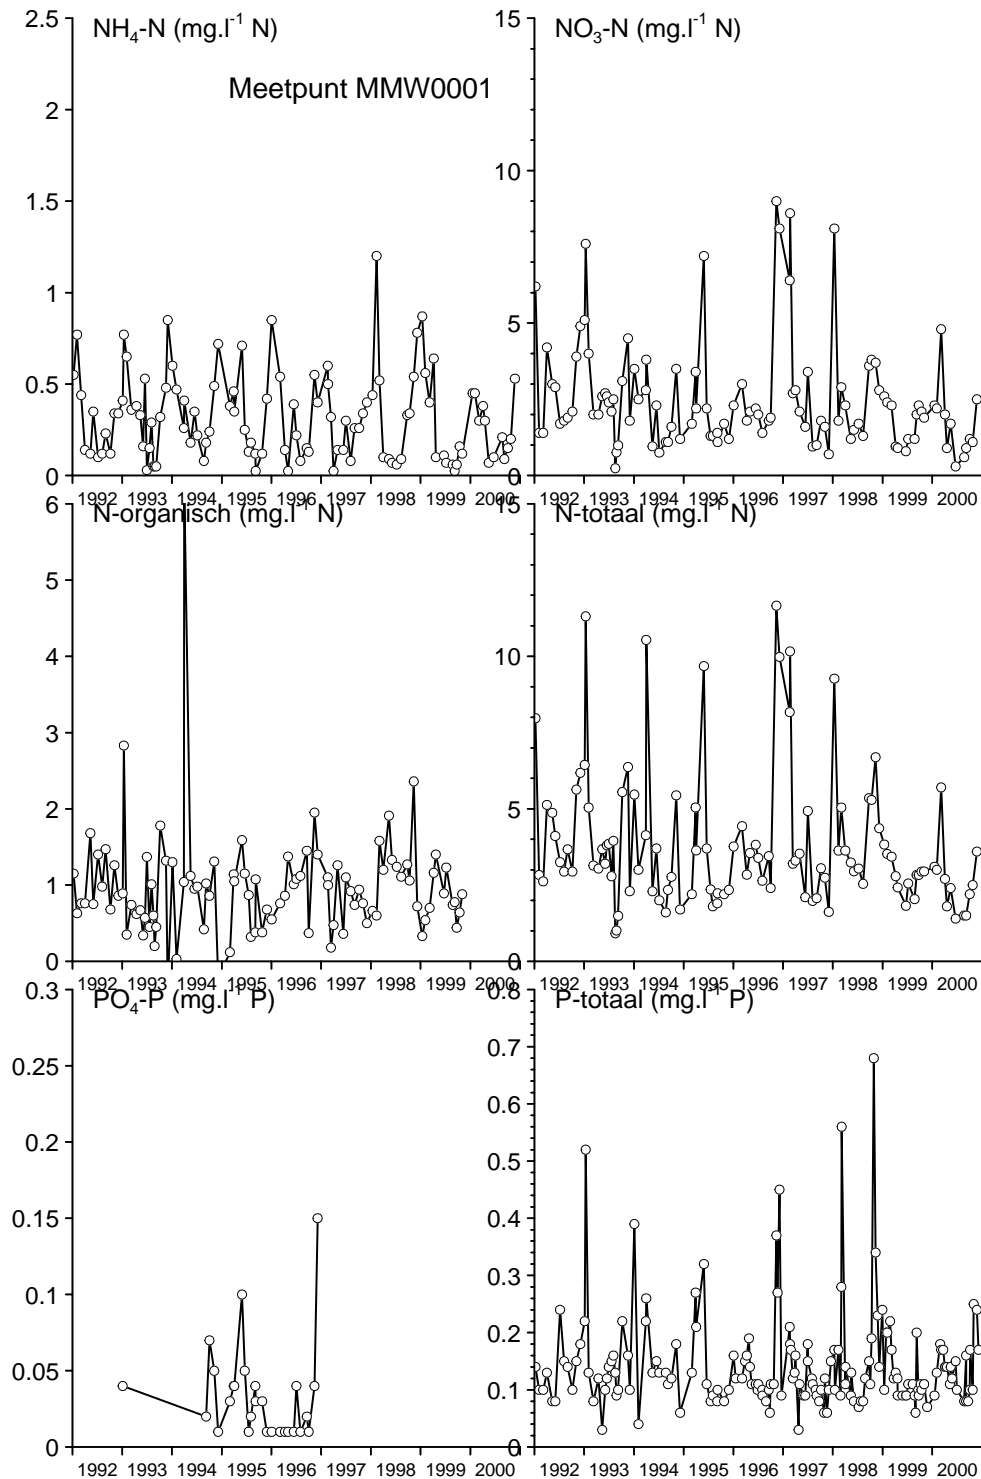 NH₄-N (mg.l⁻¹ N)
Meetpunt MMW0001
2.5
2
1.5
1
0.5
0
1992 1993 1994 1995 1996 1997 1998 1999 2000
NO₃-N (mg.l⁻¹ N)
15
10
5
0
1992 1993 1994 1995 1996 1997 1998 1999 2000
N-organisch (mg.l⁻¹ N)
6
5
4
3
2
1
0
1992 1993 1994 1995 1996 1997 1998 1999 2000
N-totaal (mg.l⁻¹ N)
15
10
5
0
1992 1993 1994 1995 1996 1997 1998 1999 2000
PO₄-P (mg.l⁻¹ P)
0.3
0.25
0.2
0.15
0.1
0.05
0
1992 1993 1994 1995 1996 1997 1998 1999 2000
P-totaal (mg.l⁻¹ P)
0.8
0.7
0.6
0.5
0.4
0.3
0.2
0.1
0
1992 1993 1994 1995 1996 1997 1998 1999 2000